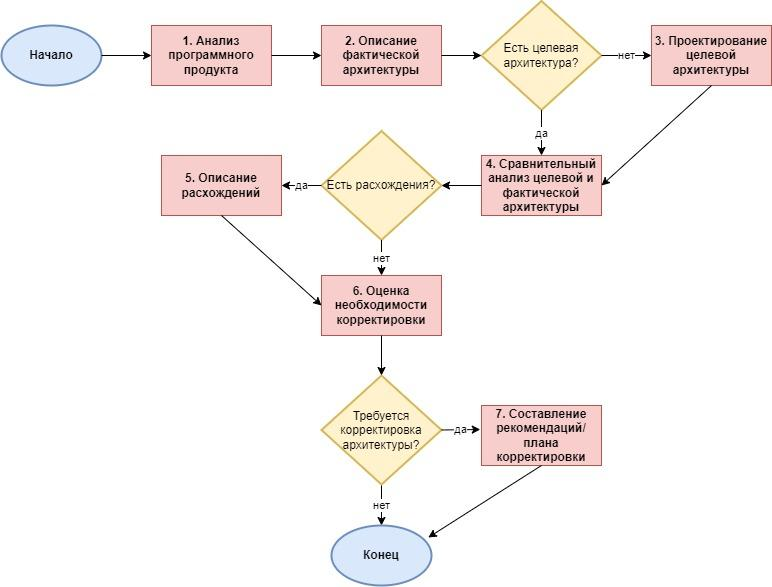 Начало
1. Анализ
программного
продукта
2. Описание
фактической
архитектуры
Есть целевая
архитектура?
нет
3. Проектирование
целевой
архитектуры
да
4. Сравнительный
анализ целевой и
фактической
архитектуры
Есть расхождения?
да
5. Описание
расхождений
нет
6. Оценка
необходимости
корректировки
Требуется
корректировка
архитектуры?
да
7. Составление
рекомендаций/
плана
корректировки
нет
Конец